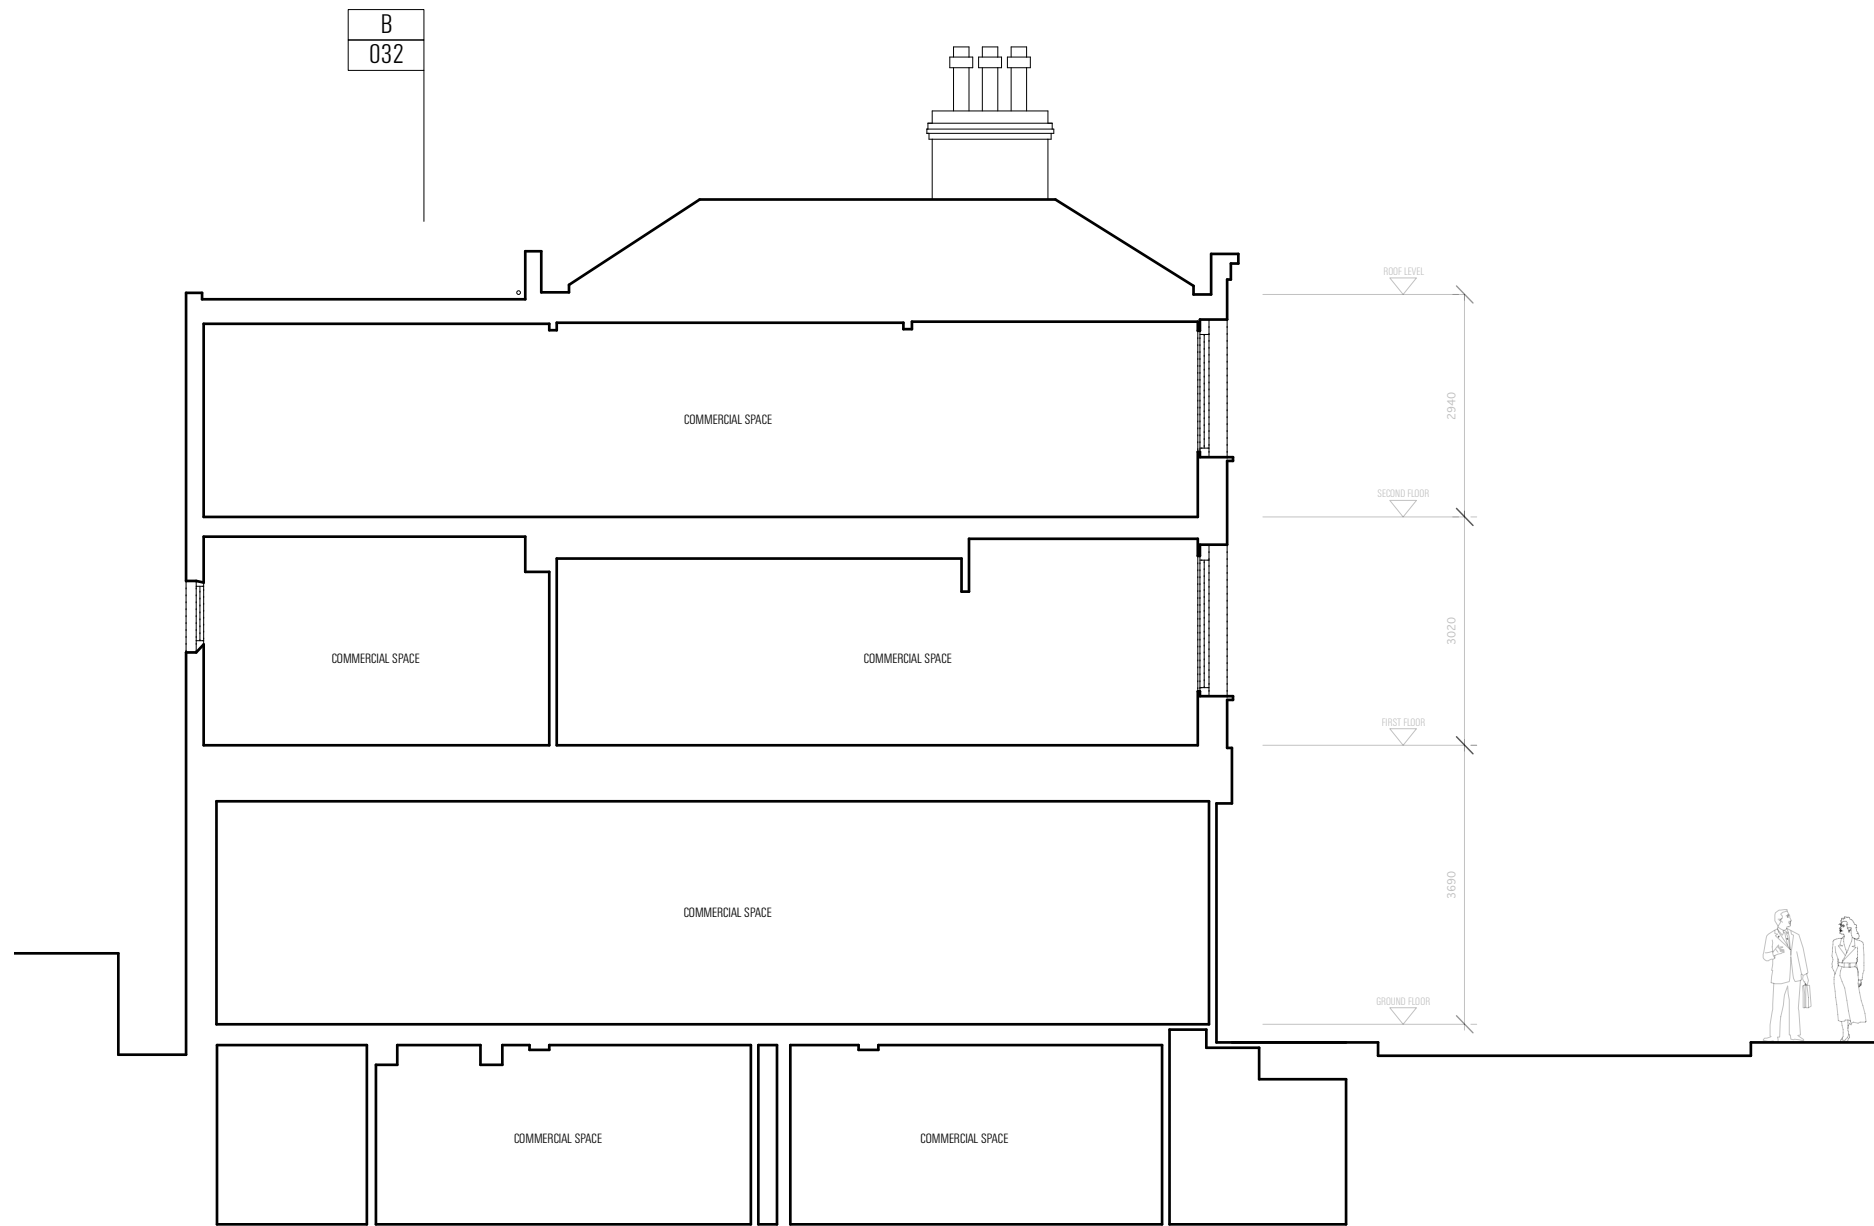 B
032
ROOF LEVEL
2940
COMMERCIAL SPACE
SECOND FLOOR
3020
COMMERCIAL SPACE
COMMERCIAL SPACE
FIRST FLOOR
3690
COMMERCIAL SPACE
GROUND FLOOR
COMMERCIAL SPACE
COMMERCIAL SPACE